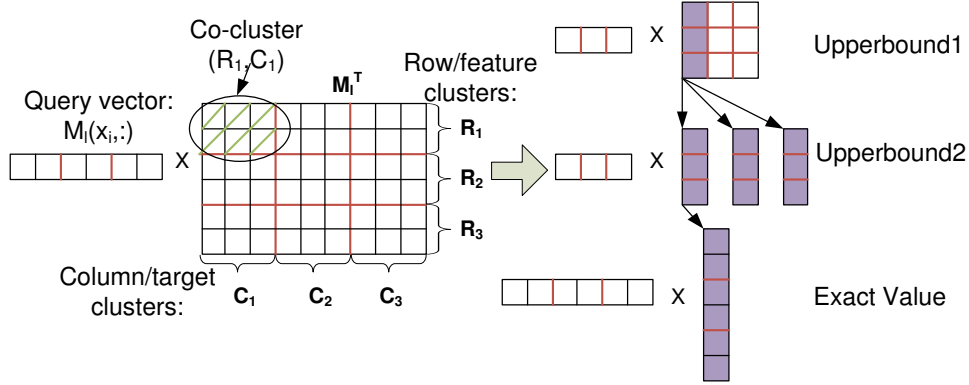 Co-cluster
(R1,C1)
Ml^T
Row/feature
clusters:
Query vector:
Ml(xi,:)
X
R1
R2
R3
Column/target
clusters:
C1
C2
C3
X
Upperbound1
X
Upperbound2
X
Exact Value